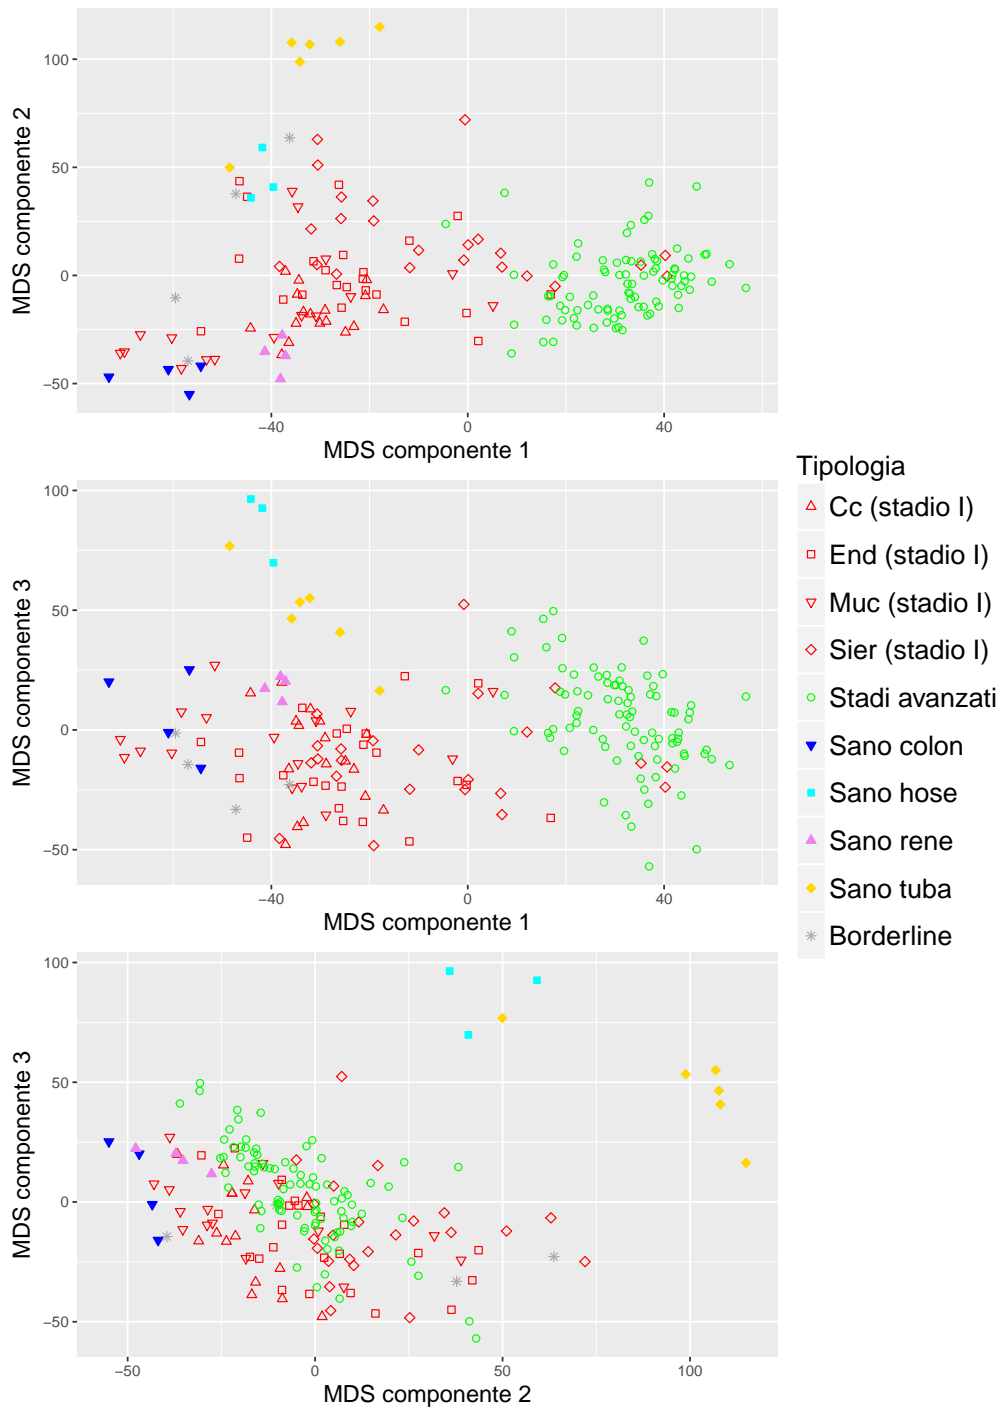 100
50
0
−50
MDS componente 2
−40
0
40
MDS componente 1
100
50
0
−50
MDS componente 3
−40
0
40
MDS componente 1
100
50
0
−50
MDS componente 3
−50
0
50
100
MDS componente 2
Tipologia
Cc (stadio I)
End (stadio I)
Muc (stadio I)
Sier (stadio I)
Stadi avanzati
Sano colon
Sano hose
Sano rene
Sano tuba
Borderline